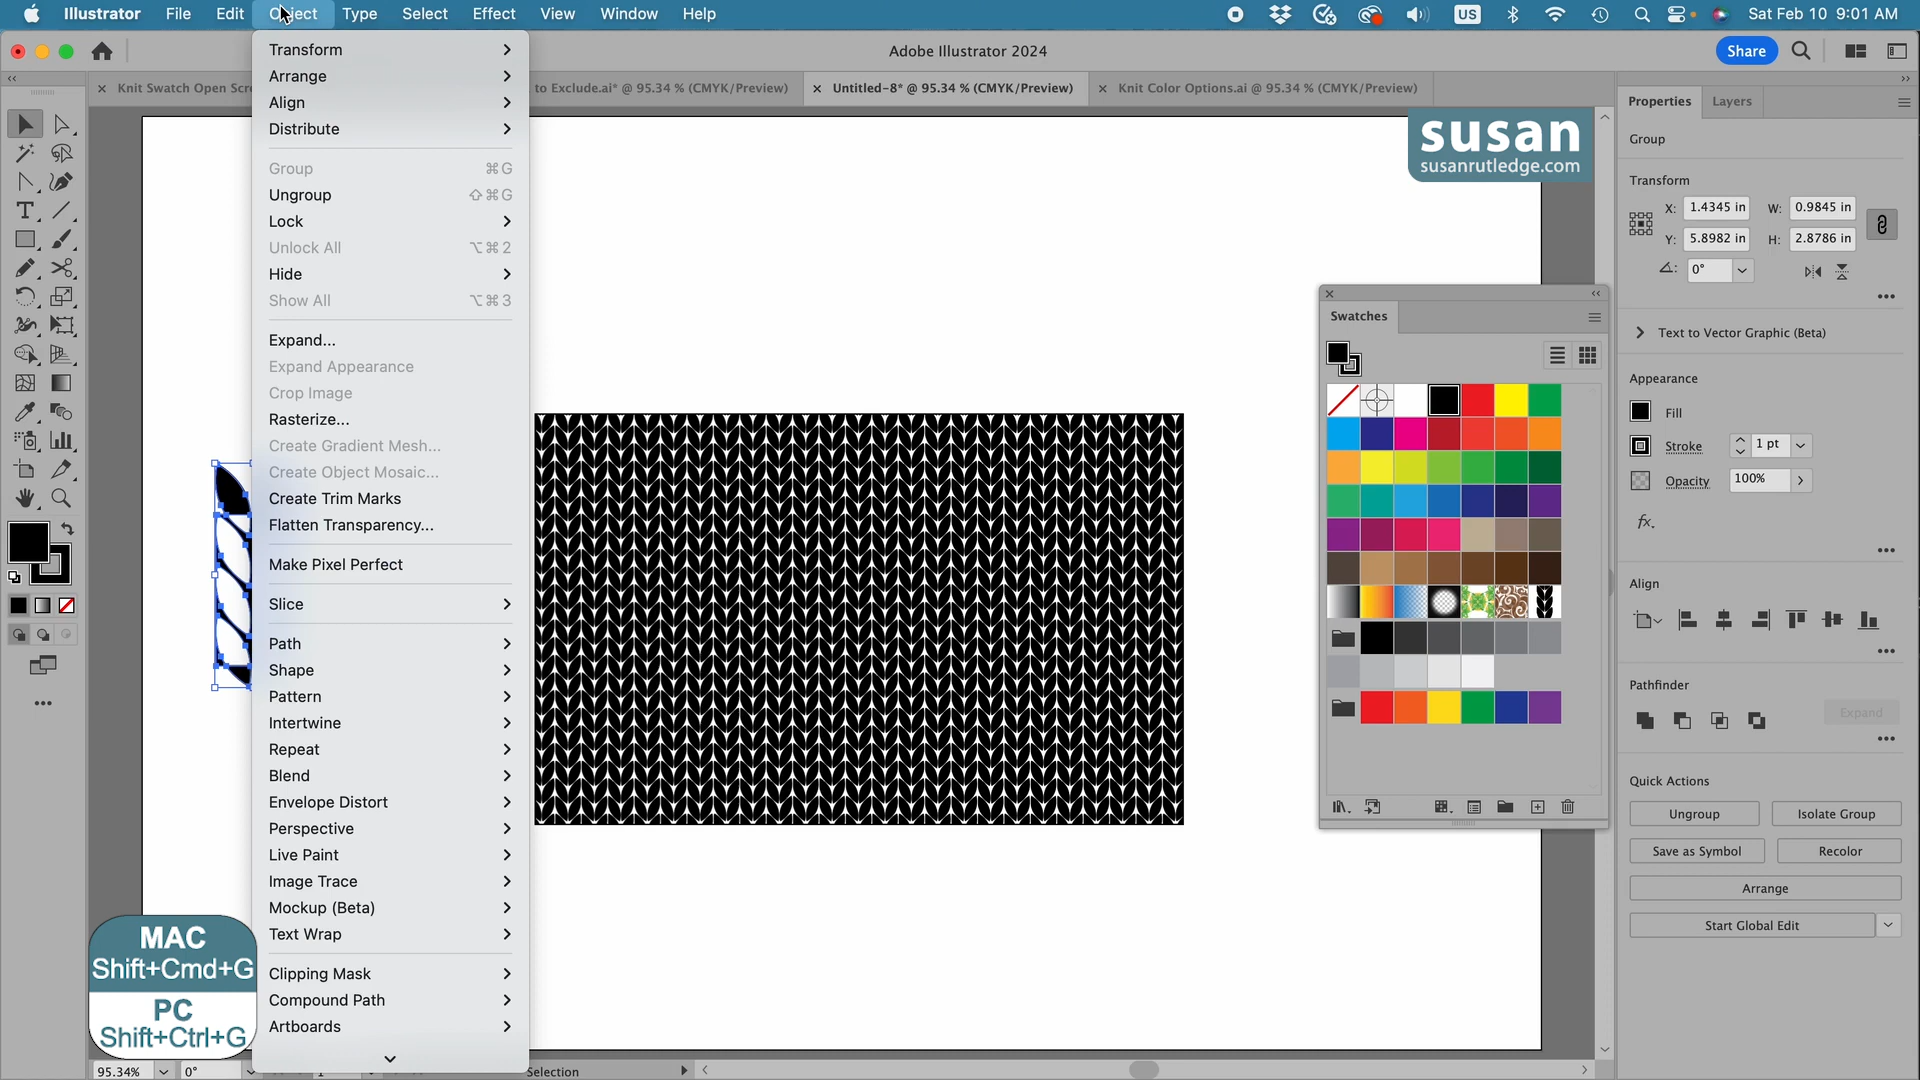 Illustrator File Edit Object Type Select Effect View Window Help
US
Sat Feb 10 9:01 AM
Adobe Illustrator 2024
Share
Knit Swatch Open Scre
to Exclude.ai* @ 95.34 % (CMYK/Preview)
Untitled-8* @ 95.34 % (CMYK/Preview)
Knit Color Options.ai @ 95.34 % (CMYK/Preview)
Transform
Arrange
Align
Distribute
Group ⌘G
Ungroup ⇧⌘G
Lock
Unlock All ⌥⌘2
Hide
Show All ⌥⌘3
Expand...
Expand Appearance
Crop Image
Rasterize...
Create Gradient Mesh...
Create Object Mosaic...
Create Trim Marks
Flatten Transparency...
Make Pixel Perfect
Slice
Path
Shape
Pattern
Intertwine
Repeat
Blend
Envelope Distort
Perspective
Live Paint
Image Trace
Mockup (Beta)
Text Wrap
Clipping Mask
Compound Path
Artboards
MAC
Shift+Cmd+G
PC
Shift+Ctrl+G
95.34% 0° Selection
susan
susanrutledge.com
Swatches
Properties Layers
Group
Transform
X: 1.4345 in W: 0.9845 in
Y: 5.8982 in H: 2.8786 in
0°
Text to Vector Graphic (Beta)
Appearance
Fill
Stroke 1 pt
Opacity 100%
fx.
Align
Pathfinder
Expand
Quick Actions
Ungroup Isolate Group
Save as Symbol Recolor
Arrange
Start Global Edit